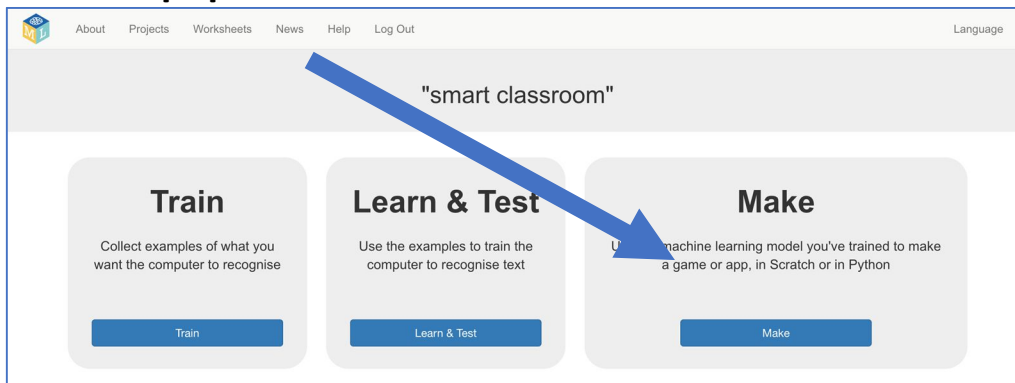 M L
About Projects Worksheets News Help Log Out Language
"smart classroom"
Train
Collect examples of what you
want the computer to recognise
Train
Learn & Test
Use the examples to train the
computer to recognise text
Learn & Test
Make
machine learning model you've trained to make
a game or app, in Scratch or in Python
Make